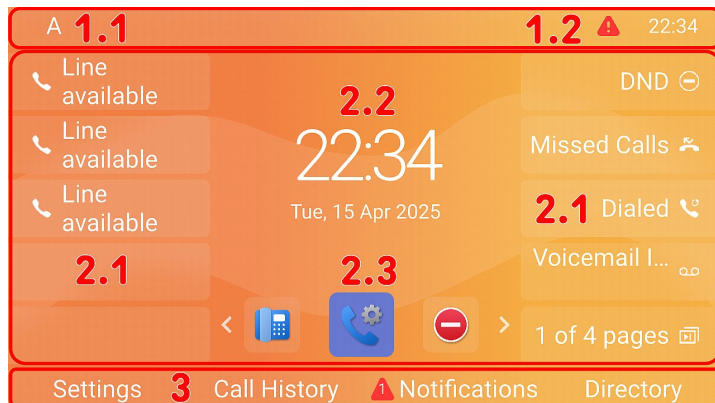 A 1.1 1.2 22:34
Line
available
Line
available
Line
available
2.1
2.2
22:34
Tue, 15 Apr 2025
2.3
DND
Missed Calls
2.1 Dialed
Voicemail I...
1 of 4 pages
Settings 3 Call History 1 Notifications Directory